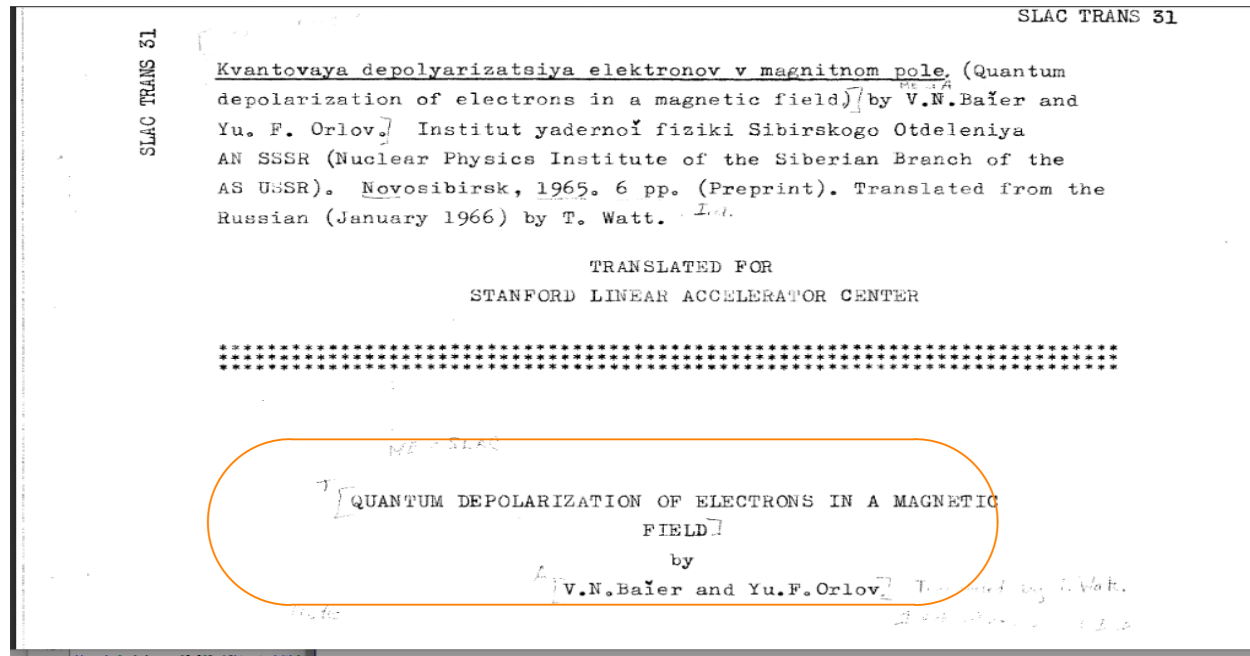 SLAC TRANS 31
SLAC TRANS 31
Kvantovaya depolyarizatsiya elektronov v magnitnom pole. (Quantum
depolarization of electrons in a magnetic field) by V.N.Baĭer and
Yu. F. Orlov. Institut yadernoĭ fiziki Sibirskogo Otdeleniya
AN SSSR (Nuclear Physics Institute of the Siberian Branch of the
AS USSR). Novosibirsk, 1965. 6 pp. (Preprint). Translated from the
Russian (January 1966) by T. Watt.
TRANSLATED FOR
STANFORD LINEAR ACCELERATOR CENTER
SLAC
T [QUANTUM DEPOLARIZATION OF ELECTRONS IN A MAGNETIC
FIELD]
by
A [V.N.Baĭer and Yu.F.Orlov]